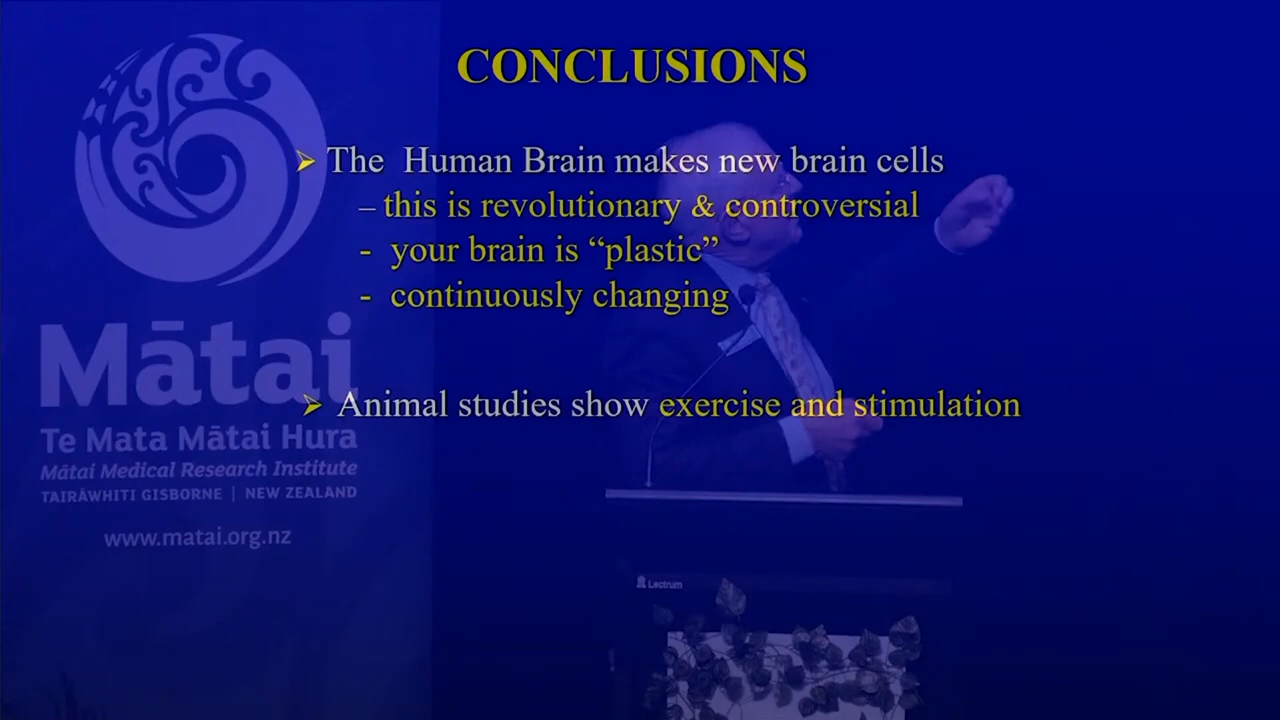 CONCLUSIONS
➢ The Human Brain makes new brain cells
– this is revolutionary & controversial
- your brain is “plastic”
- continuously changing
➢ Animal studies show exercise and stimulation
Mātai
Te Mata Mātai Hura
Mātai Medical Research Institute
TAIRĀWHITI GISBORNE | NEW ZEALAND
www.matai.org.nz
Lectrum